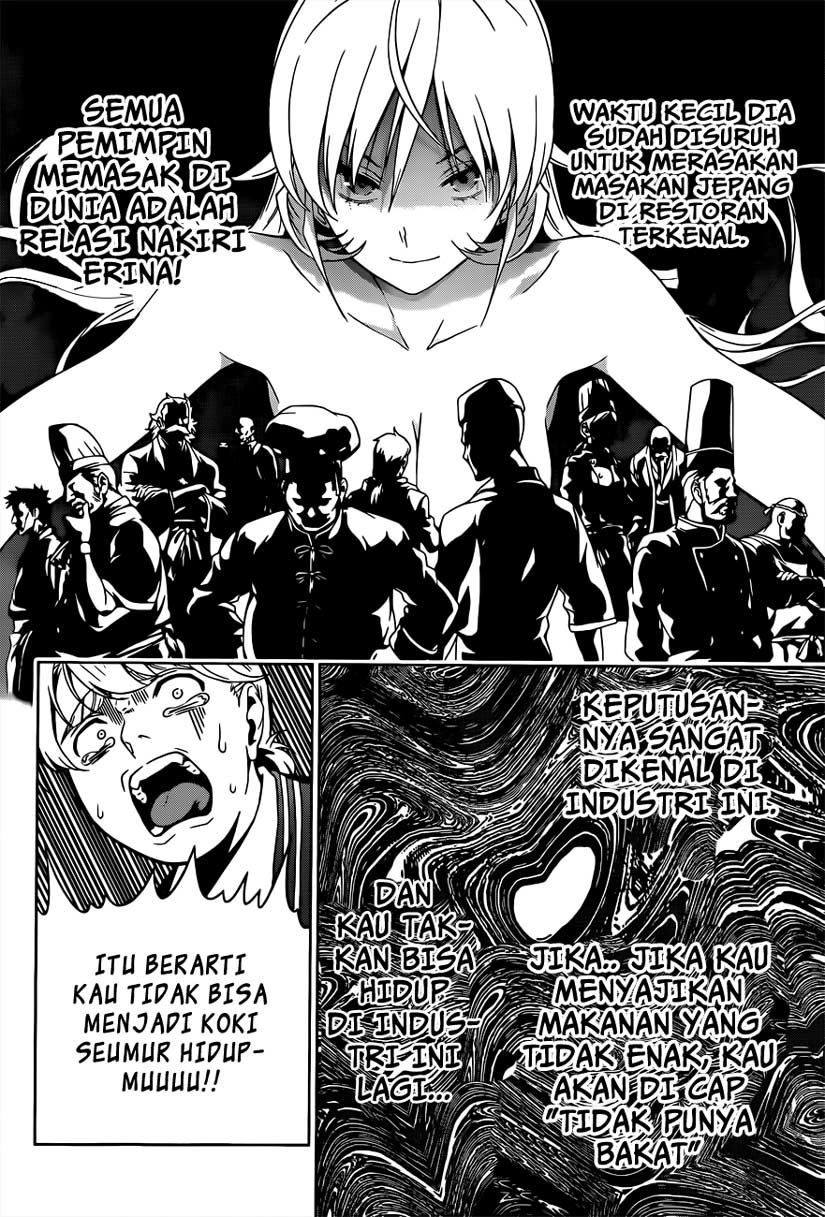 WAKTU KECIL DIA
SUDAH DISURUH
UNTUK MERASAKAN
MASAKAN JEPANG
DI RESTORAN
TERKENAL.
SEMUA
PEMIMPIN
MEMASAK DI
DUNIA ADALAH
RELASI NAKIRI
ERINA!
KEPUTUSAN-
NYA SANGAT
DIKENAL DI
INDUSTRI INI.
JIKA.. JIKA KAU
MENYAJIKAN
MAKANAN YANG
TIDAK ENAK, KAU
AKAN DI CAP
"TIDAK PUNYA
BAKAT"
DAN
KAU TAK-
KAN BISA
HIDUP
DI INDUS-
TRI INI
LAGI...
ITU BERARTI
KAU TIDAK BISA
MENJADI KOKI
SEUMUR HIDUP-
MUUUU!!